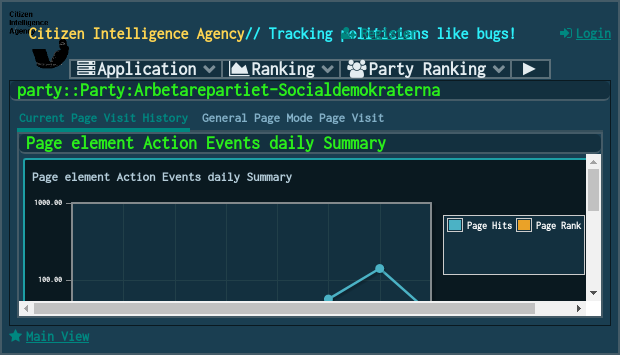 Citizen
Intelligence
Agency
Citizen Intelligence Agency// Tracking politicians like bugs!
Register
Login
Application
Ranking
Party Ranking
party::Party:Arbetarepartiet-Socialdemokraterna
Current Page Visit History
General Page Mode Page Visit
Page element Action Events daily Summary
Page element Action Events daily Summary
1000.00
100.00
Page Hits
Page Rank
Main View